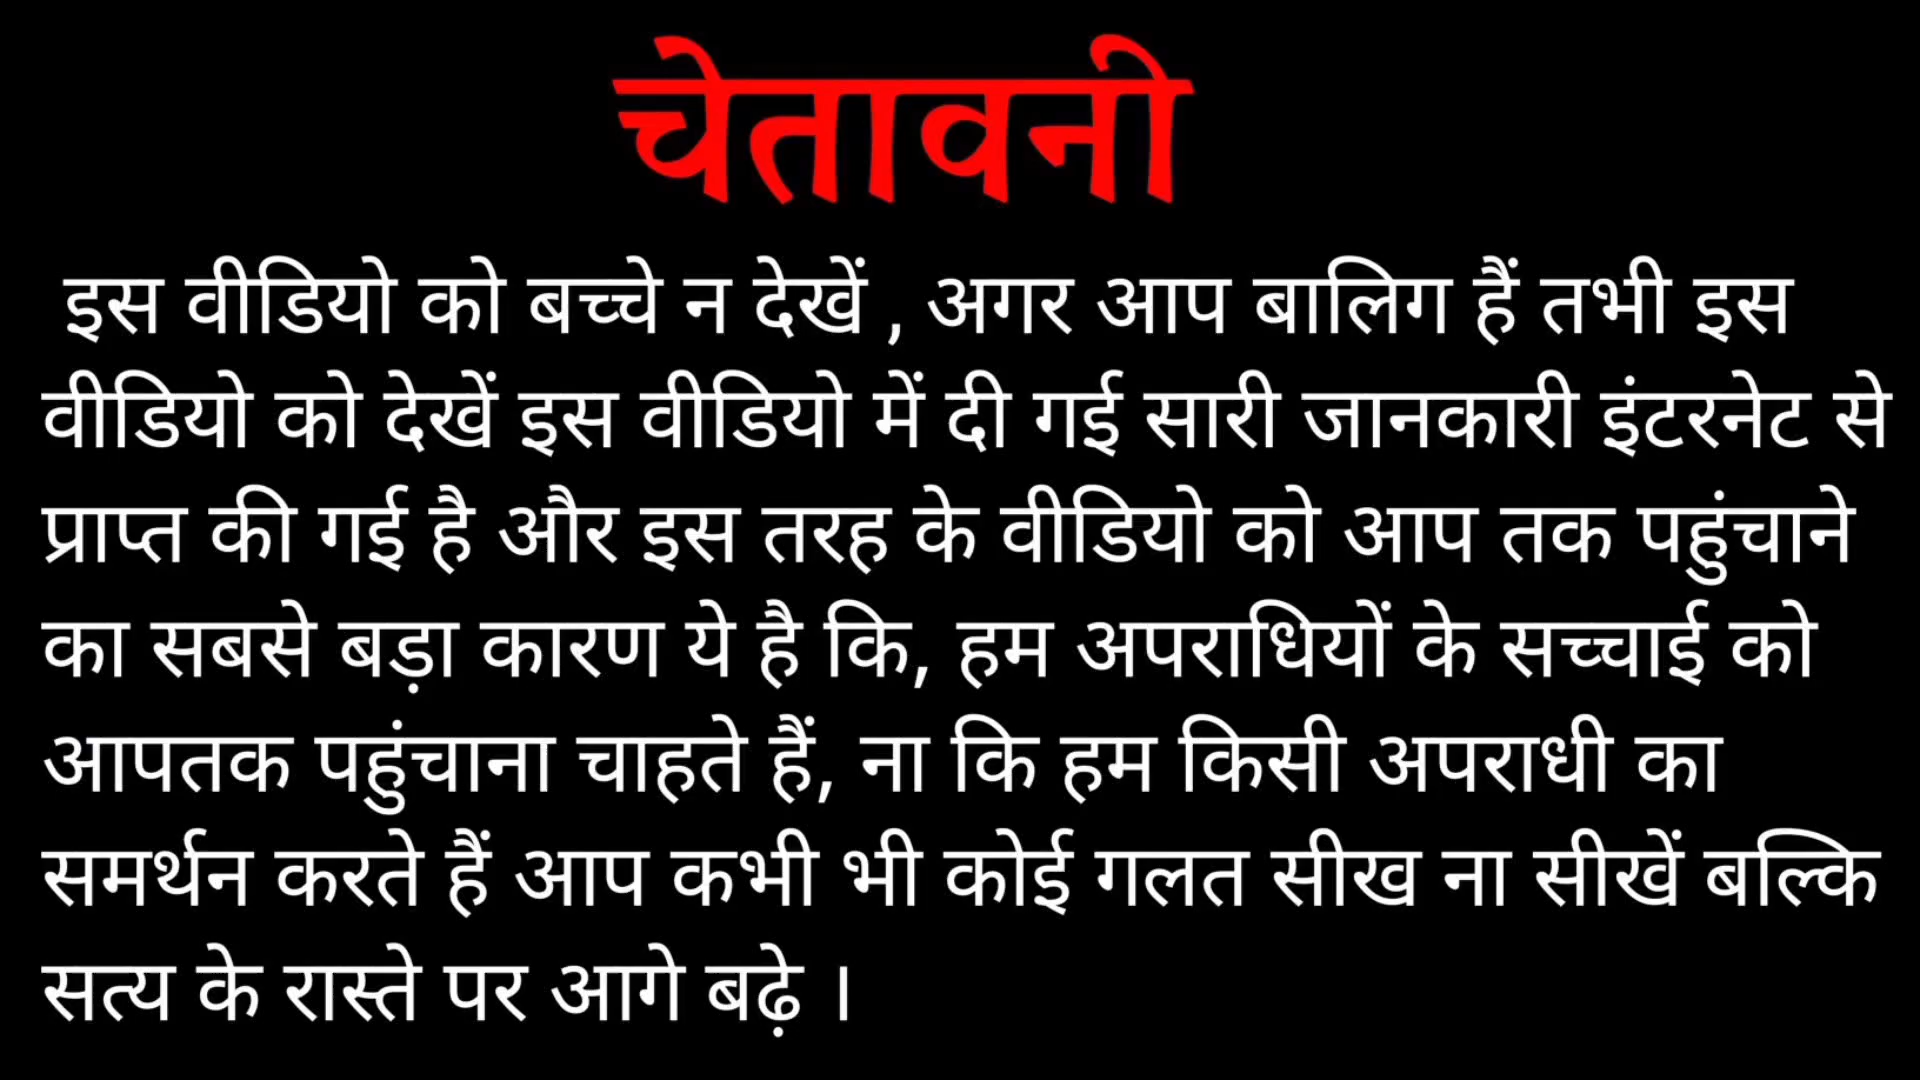 चेतावनी
इस वीडियो को बच्चे न देखें , अगर आप बालिग हैं तभी इस
वीडियो को देखें इस वीडियो में दी गई सारी जानकारी इंटरनेट से
प्राप्त की गई है और इस तरह के वीडियो को आप तक पहुंचाने
का सबसे बड़ा कारण ये है कि, हम अपराधियों के सच्चाई को
आपतक पहुंचाना चाहते हैं, ना कि हम किसी अपराधी का
समर्थन करते हैं आप कभी भी कोई गलत सीख ना सीखें बल्कि
सत्य के रास्ते पर आगे बढ़े ।